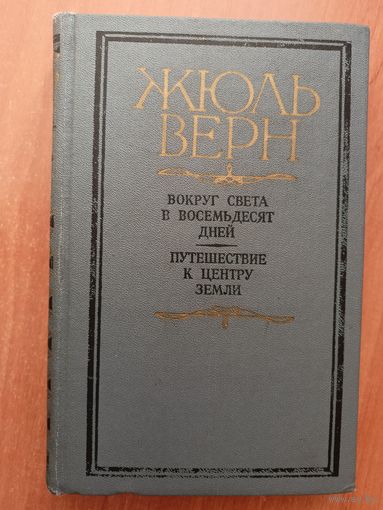 ЖЮЛЬ
ВЕРН
ВОКРУГ СВЕТА
В ВОСЕМЬДЕСЯТ
ДНЕЙ
ПУТЕШЕСТВИЕ
К ЦЕНТРУ
ЗЕМЛИ